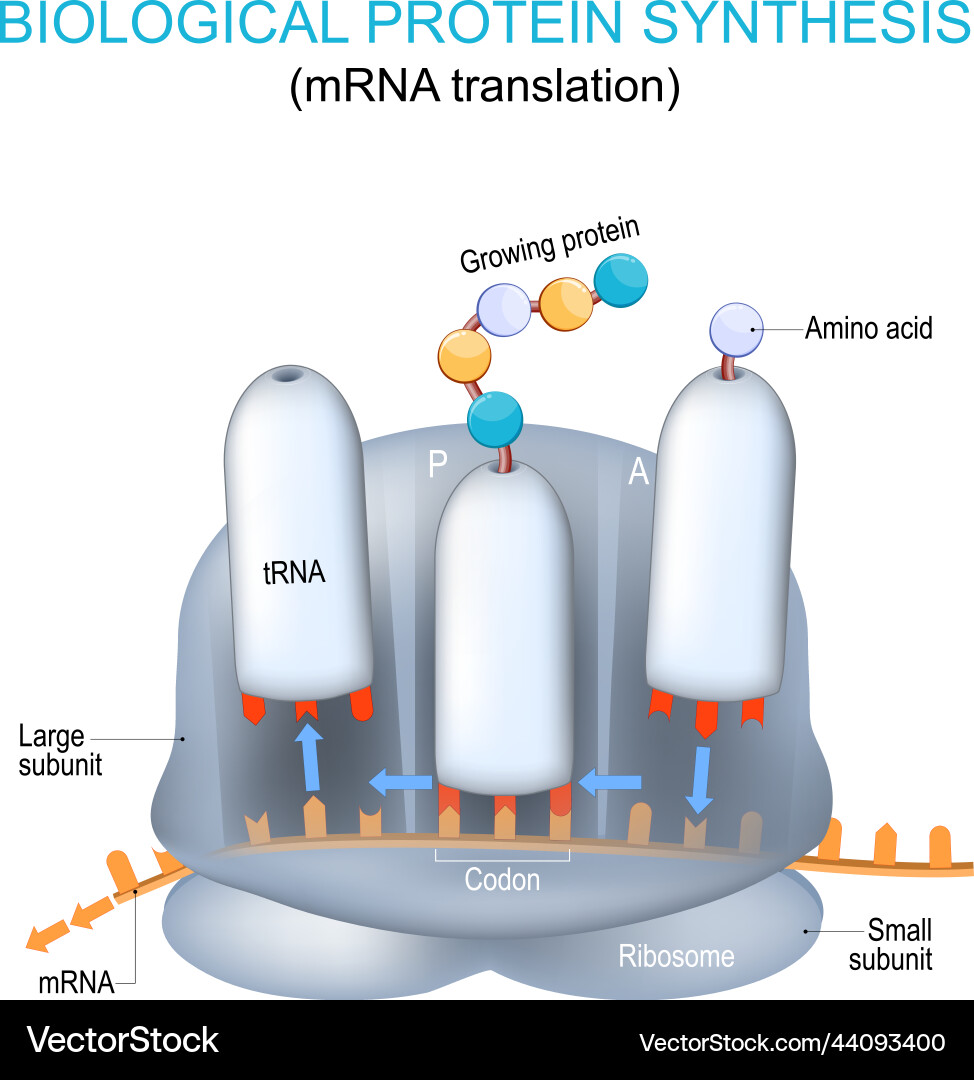 BIOLOGICAL PROTEIN SYNTHESIS
(mRNA translation)
Growing protein
Amino acid
P
A
tRNA
Large
subunit
Codon
Small
subunit
Ribosome
mRNA
VectorStock
VectorStock.com/44093400